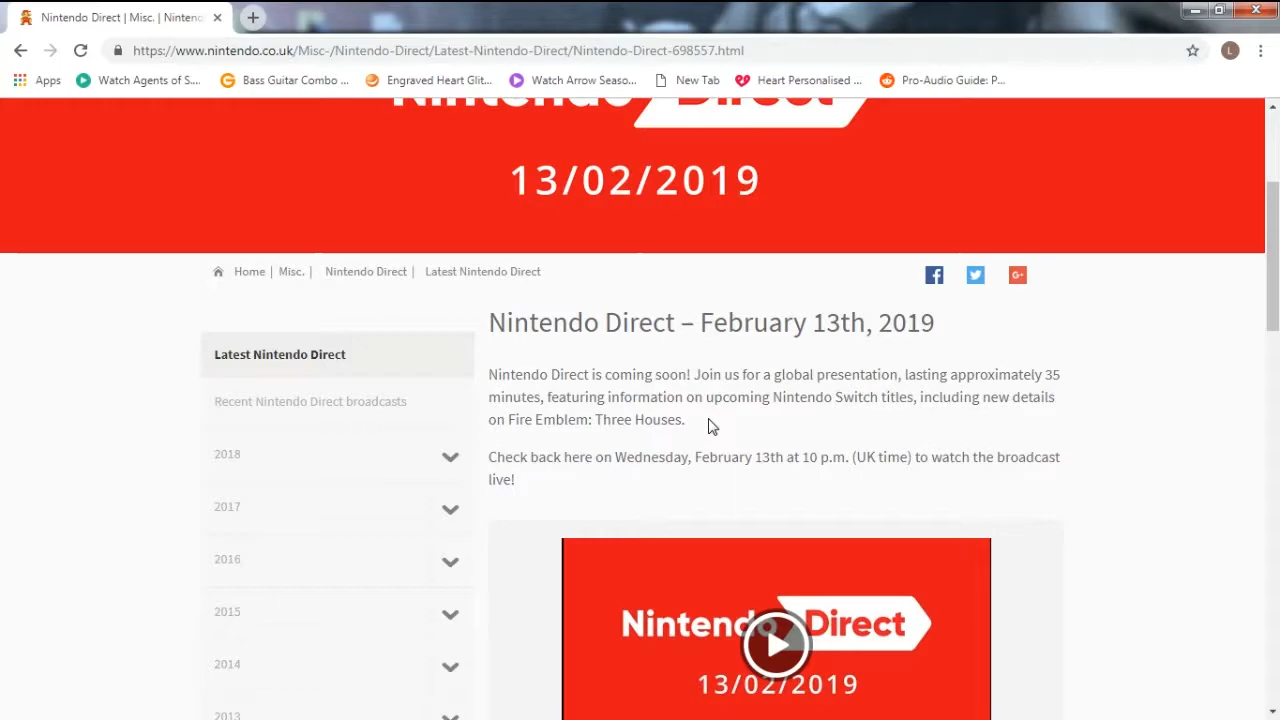 Nintendo Direct | Misc. | Nintend
https://www.nintendo.co.uk/Misc-/Nintendo-Direct/Latest-Nintendo-Direct/Nintendo-Direct-698557.html
L
Apps
Watch Agents of S...
Bass Guitar Combo ...
Engraved Heart Glit...
Watch Arrow Seaso...
New Tab
Heart Personalised ...
Pro-Audio Guide: P...
Nintendo Direct
13/02/2019
Home | Misc. | Nintendo Direct | Latest Nintendo Direct
Nintendo Direct – February 13th, 2019
Latest Nintendo Direct
Recent Nintendo Direct broadcasts
2018
2017
2016
2015
2014
2013
Nintendo Direct is coming soon! Join us for a global presentation, lasting approximately 35
minutes, featuring information on upcoming Nintendo Switch titles, including new details
on Fire Emblem: Three Houses.
Check back here on Wednesday, February 13th at 10 p.m. (UK time) to watch the broadcast
live!
Nintendo Direct
13/02/2019